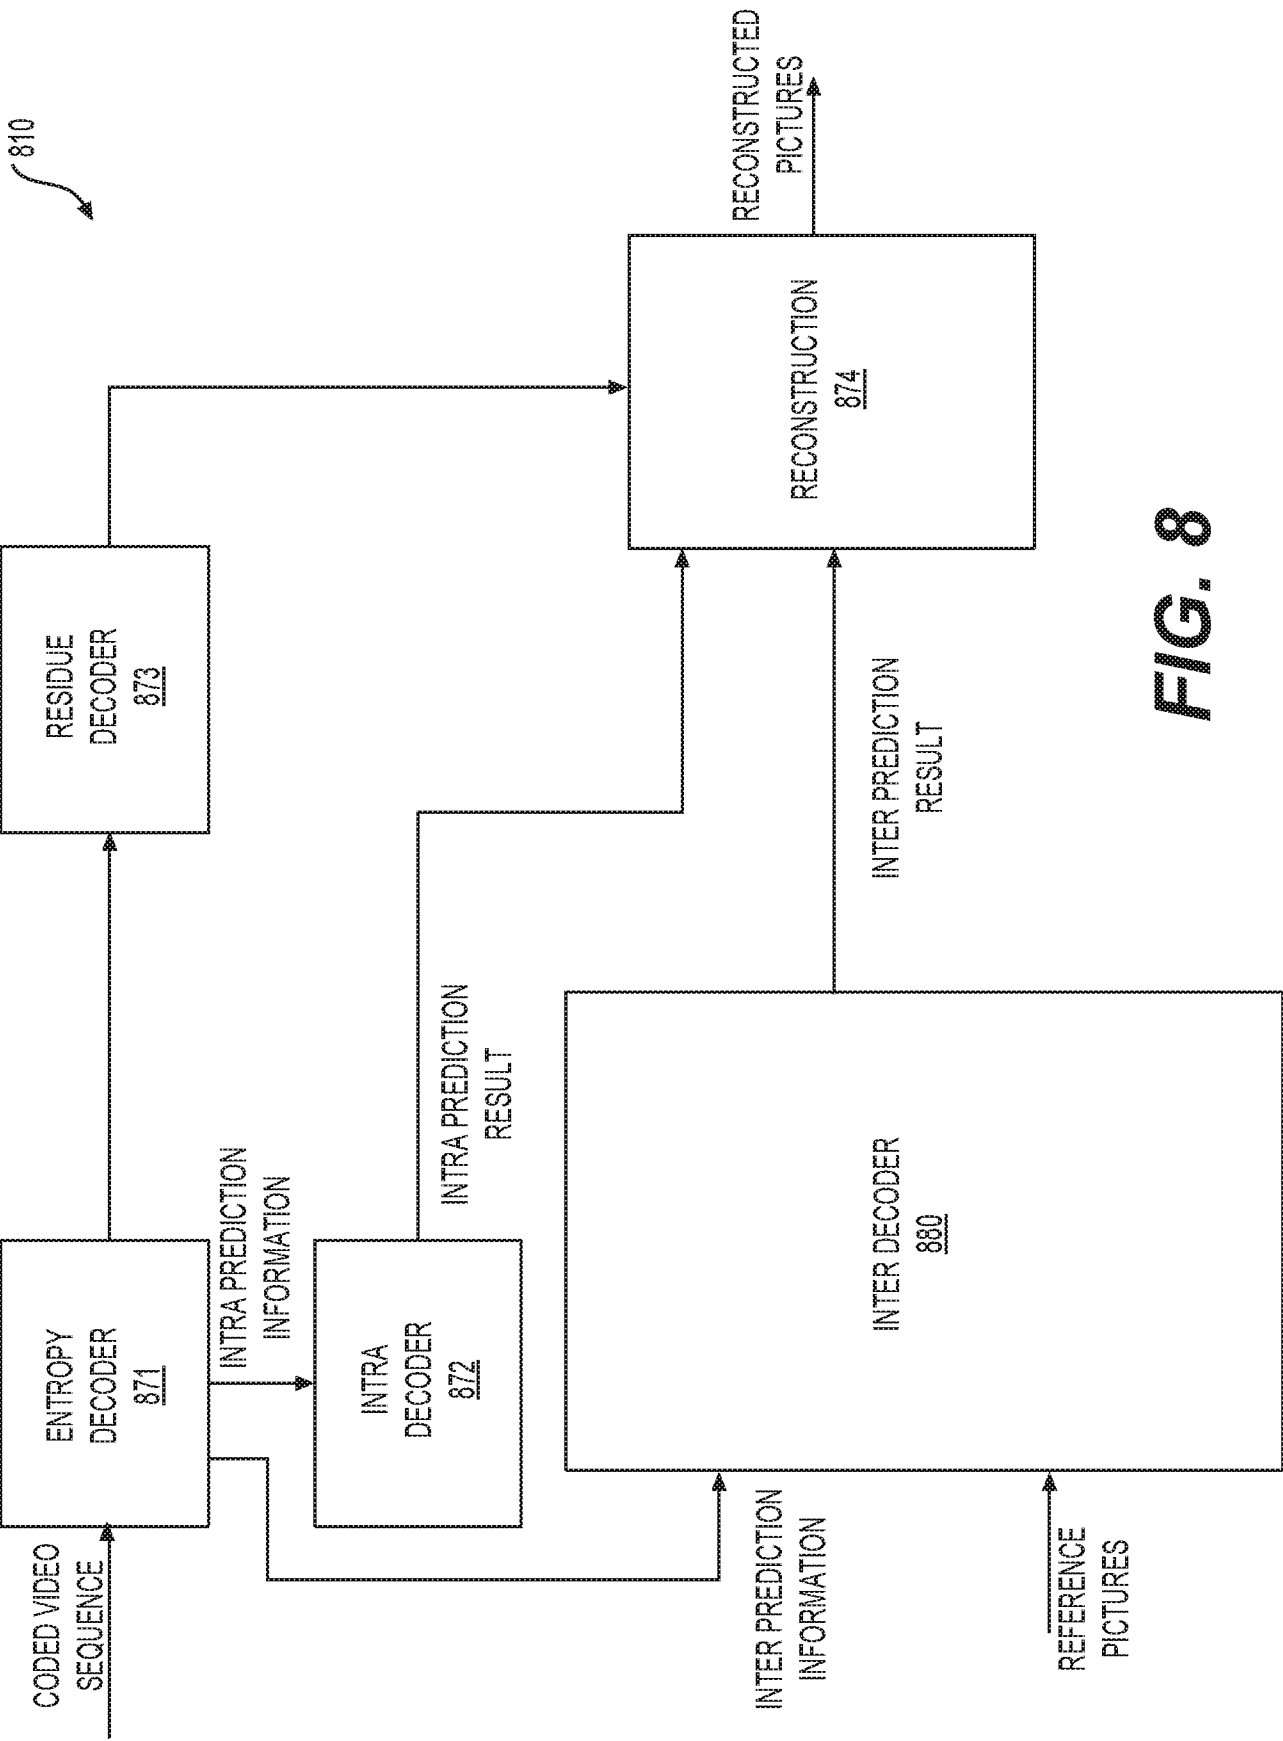 810
CODED VIDEO
SEQUENCE
ENTROPY
DECODER
871
RESIDUE
DECODER
873
INTRA PREDICTION
INFORMATION
INTRA
DECODER
872
INTRA PREDICTION
RESULT
INTER PREDICTION
INFORMATION
REFERENCE
PICTURES
INTER DECODER
880
INTER PREDICTION
RESULT
RECONSTRUCTION
874
RECONSTRUCTED
PICTURES
FIG. 8